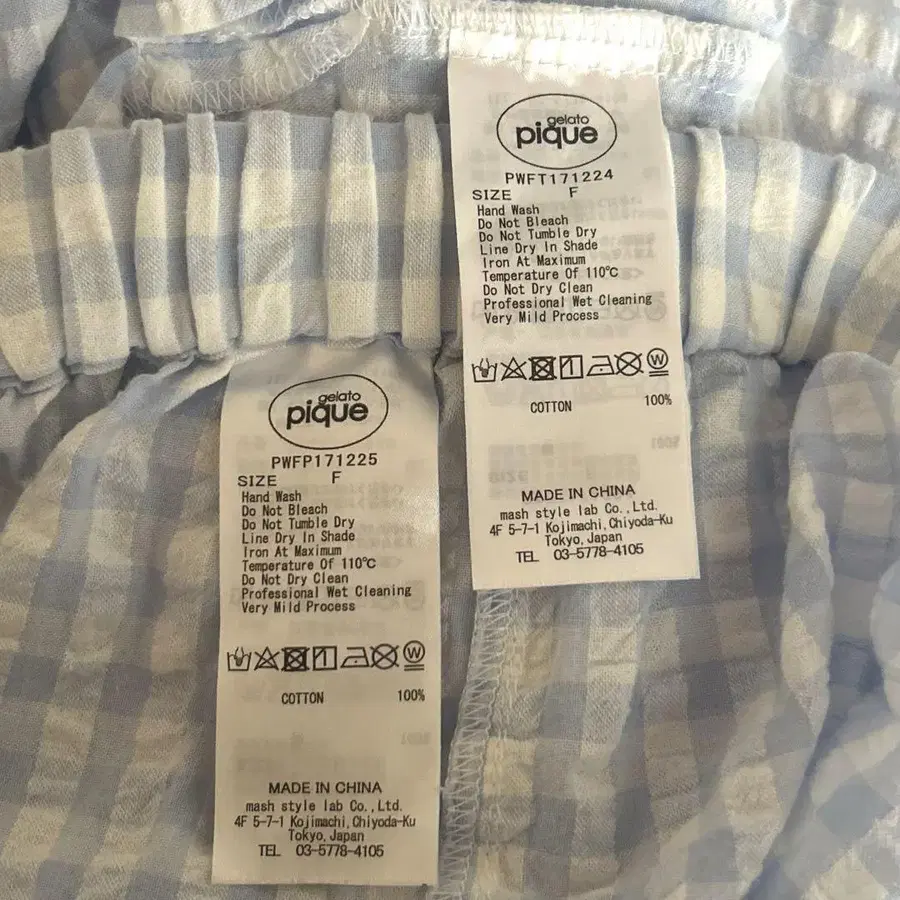 gelato
pique
PWFT171224
SIZE F
Hand Wash
Do Not Bleach
Do Not Tumble Dry
Line Dry In Shade
Iron At Maximum
Temperature Of 110℃
Do Not Dry Clean
Professional Wet Cleaning
Very Mild Process
W
COTTON 100%
MADE IN CHINA
mash style lab Co.,Ltd.
4F 5-7-1 Kojimachi,Chiyoda-Ku
Tokyo,Japan
TEL 03-5778-4105
gelato
pique
PWFP171225
SIZE F
Hand Wash
Do Not Bleach
Do Not Tumble Dry
Line Dry In Shade
Iron At Maximum
Temperature Of 110℃
Do Not Dry Clean
Professional Wet Cleaning
Very Mild Process
W
COTTON 100%
MADE IN CHINA
mash style lab Co.,Ltd.
4F 5-7-1 Kojimachi,Chiyoda-Ku
Tokyo,Japan
TEL 03-5778-4105